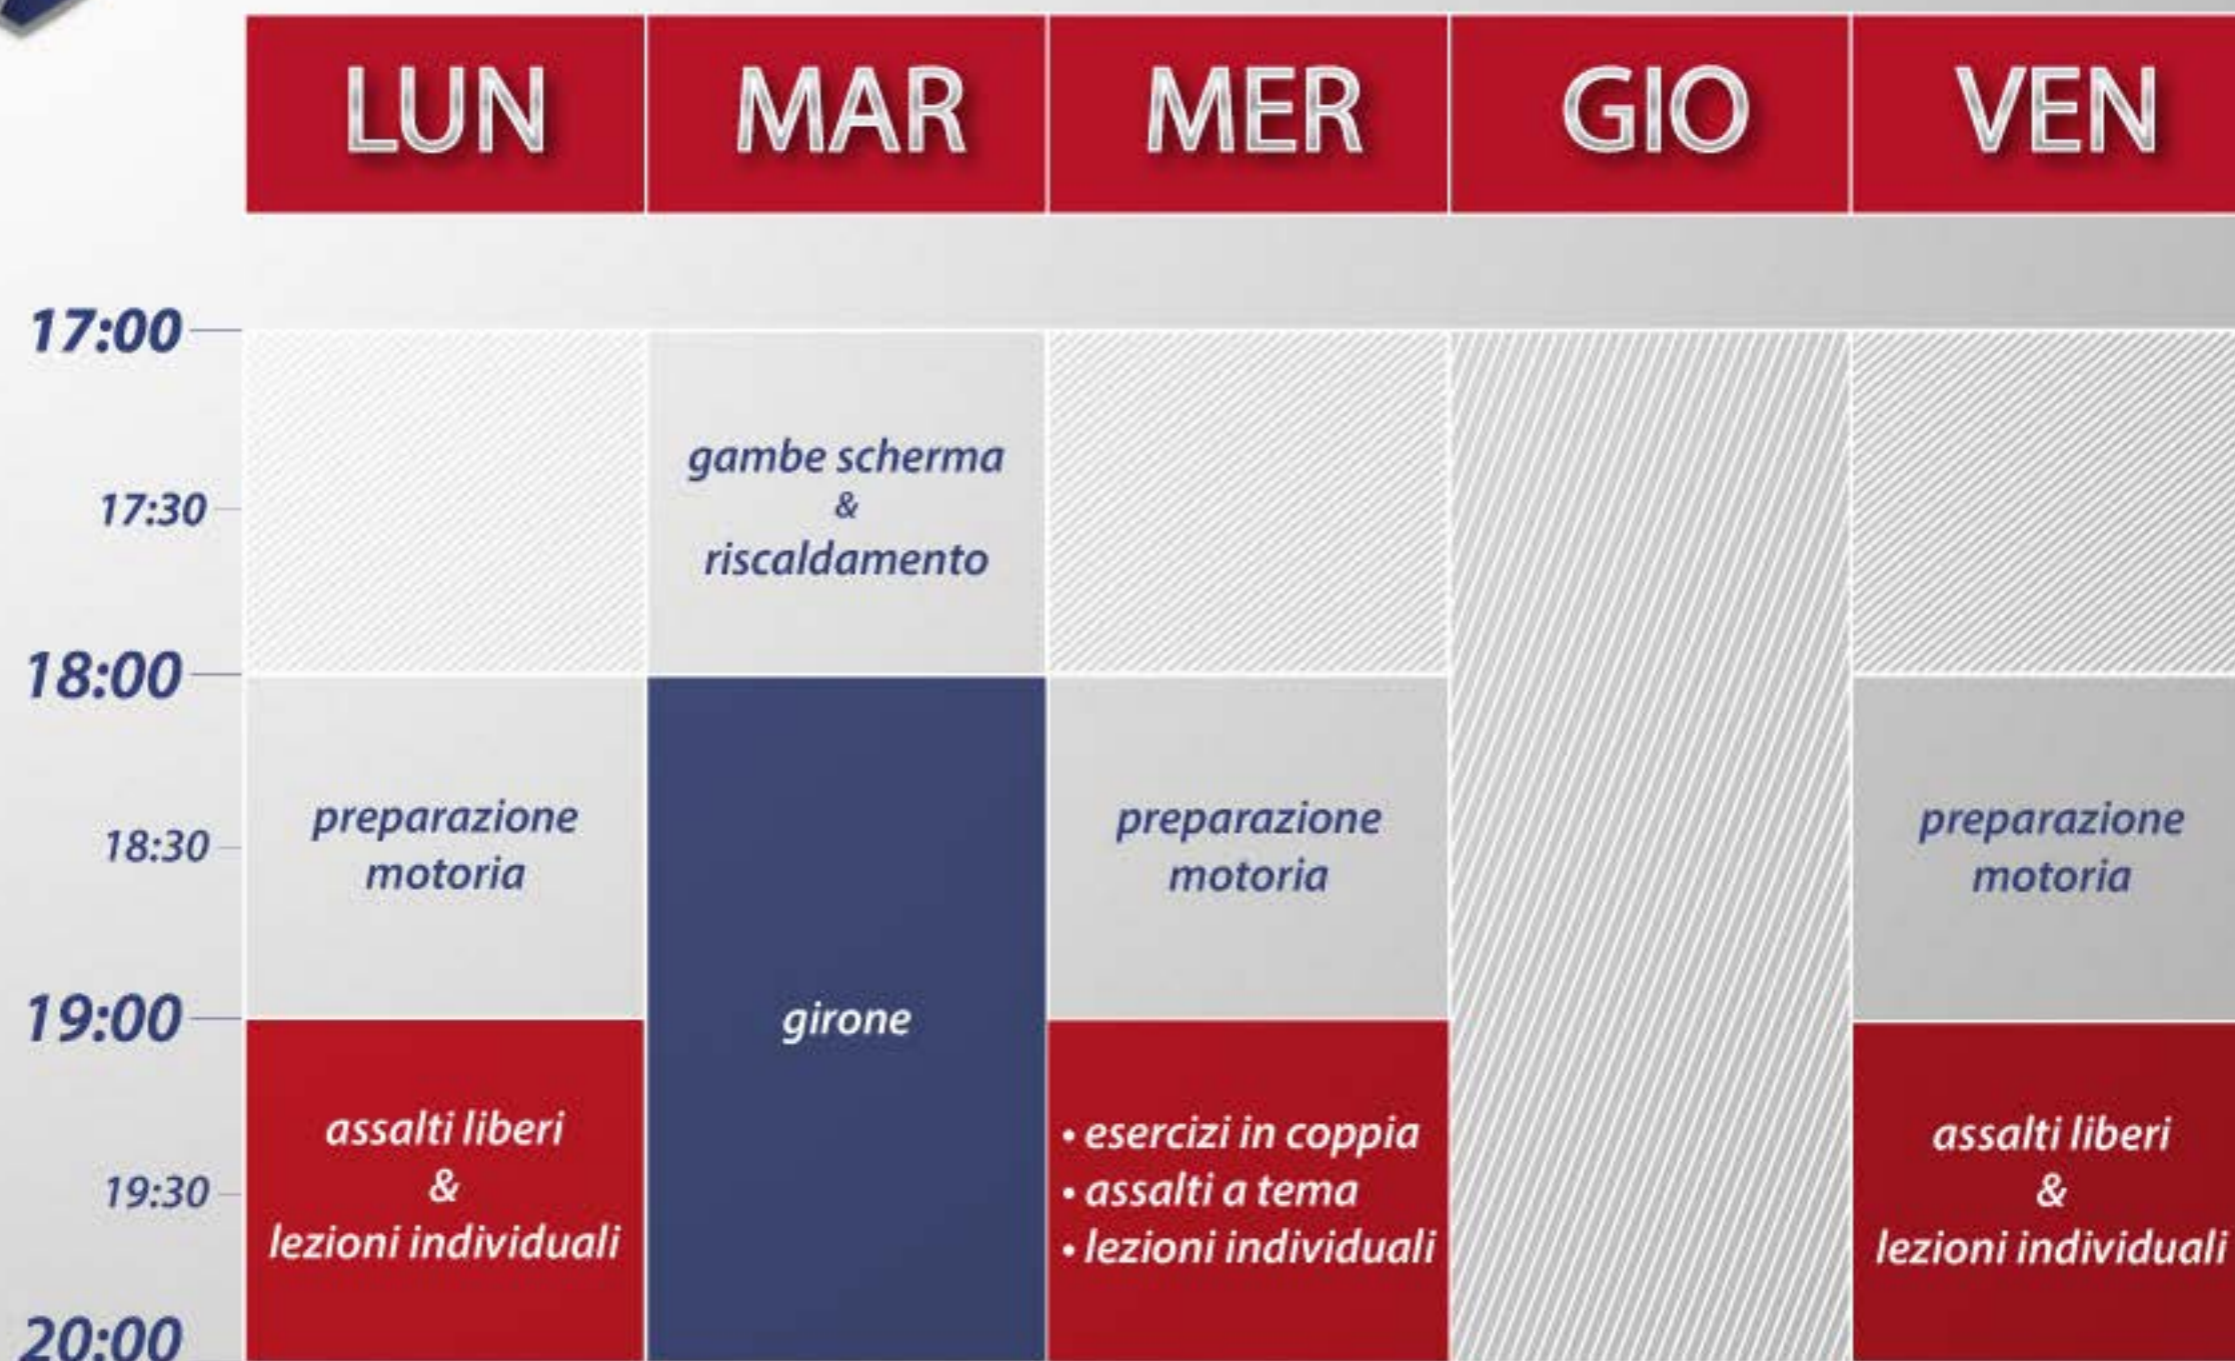 LUN MAR MER GIO VEN
17:00
gambe scherma
&
riscaldamento
17:30
18:00
preparazione
motoria
preparazione
motoria
preparazione
motoria
18:30
girone
19:00
assalti liberi
&
lezioni individuali
• esercizi in coppia
• assalti a tema
• lezioni individuali
assalti liberi
&
lezioni individuali
19:30
20:00